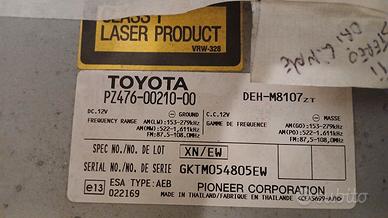 CLASS 1
LASER PRODUCT
VRW-328
TOYOTA
PZ476-00210-00
DEH-M8107ZT
DC.12V ⊖ GROUND
FREQUENCY RANGE AM(LW):153-279kHz
AM(MW):522-1,611kHz
FM:87.5-108.0MHz
C.C.12V ⊖ MASSE
GAMME DE FREQUENCE AM(GO):153-279kHz
AM(PO):522-1,611kHz
FM:87.5-108.0MHz
SPEC NO./NO. DE LOT XN/EW
SERIAL NO./NO. DE SERIE GKTM054805EW
e13 ESA TYPE: AEB
022169
PIONEER CORPORATION
MADE IN THAILAND/FABRIQUE EN THAILANDE
STEREO
subito